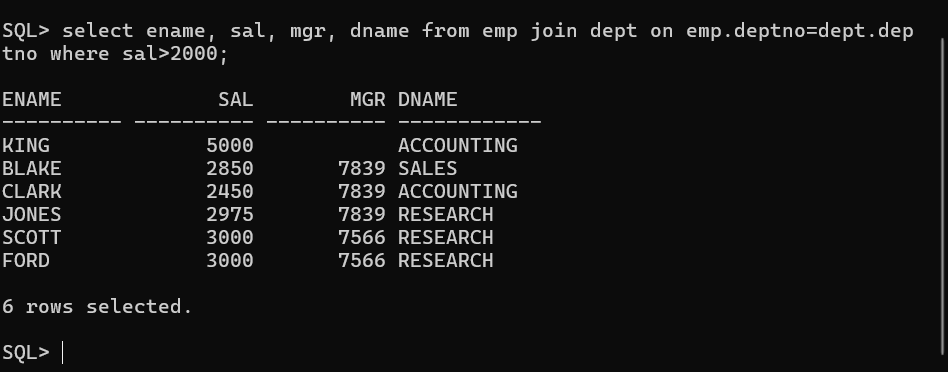 SQL> select ename, sal, mgr, dname from emp join dept on emp.deptno=dept.dep
tno where sal>2000;
ENAME             SAL        MGR DNAME
---------- ---------- ---------- ------------
KING             5000            ACCOUNTING
BLAKE            2850       7839 SALES
CLARK            2450       7839 ACCOUNTING
JONES            2975       7839 RESEARCH
SCOTT            3000       7566 RESEARCH
FORD             3000       7566 RESEARCH
6 rows selected.
SQL>